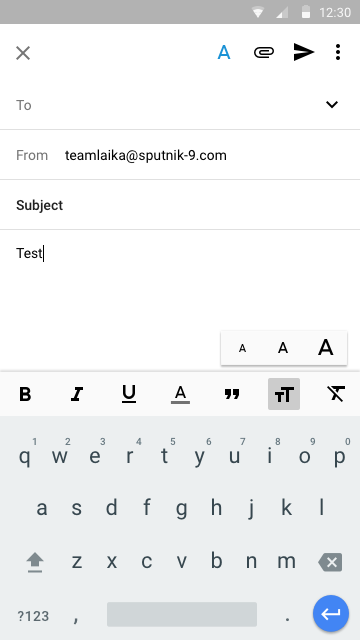 12:30
A
To
From teamlaika@sputnik-9.com
Subject
Test
A A A
B I U A " TT T
1 2 3 4 5 6 7 8 9 0
q w e r t y u i o p
a s d f g h j k l
z x c v b n m
?123 , .